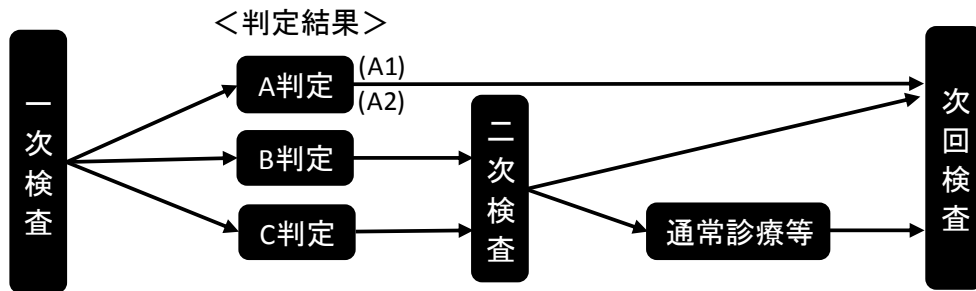 ＜判定結果＞
一次検査
A判定
(A1)
(A2)
B判定
C判定
二次検査
通常診療等
次回検査